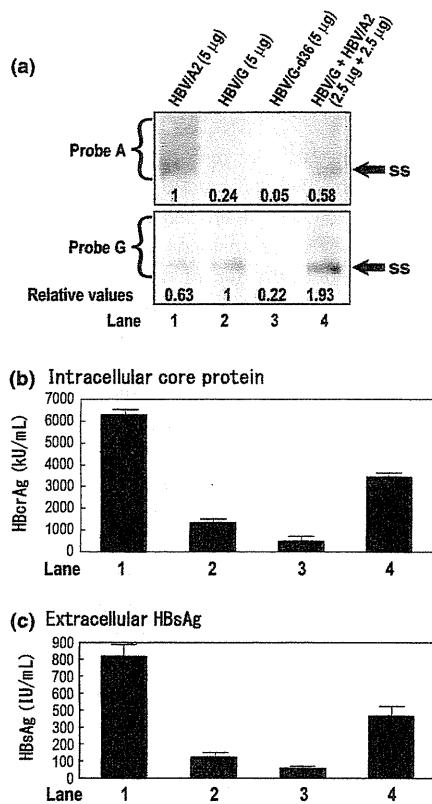 (a)
HBV/A2 (5 µg)
HBV/G (5 µg)
HBV/G-d36 (5 µg)
HBV/G + HBV/A2
(2.5 µg + 2.5 µg)
Probe A
ss
1 0.24 0.05 0.58
Probe G
ss
Relative values 0.63 1 0.22 1.93
Lane 1 2 3 4
(b) Intracellular core protein
HBcrAg (kU/mL)
7000
6000
5000
4000
3000
2000
1000
0
Lane 1 2 3 4
(c) Extracellular HBsAg
HBsAg (IU/mL)
900
800
700
600
500
400
300
200
100
0
Lane 1 2 3 4